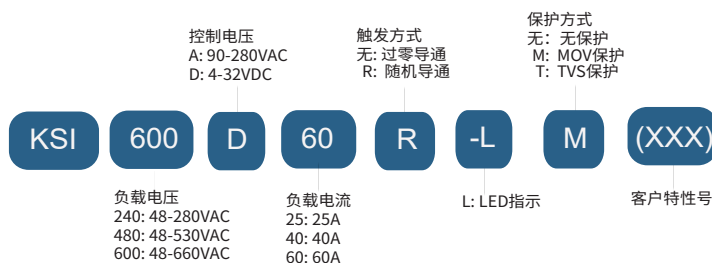 控制电压
A: 90-280VAC
D: 4-32VDC
触发方式
无: 过零导通
R: 随机导通
保护方式
无: 无保护
M: MOV保护
T: TVS保护
KSI 600 D 60 R -L M (XXX)
负载电压
240: 48-280VAC
480: 48-530VAC
600: 48-660VAC
负载电流
25: 25A
40: 40A
60: 60A
L: LED指示
客户特性号